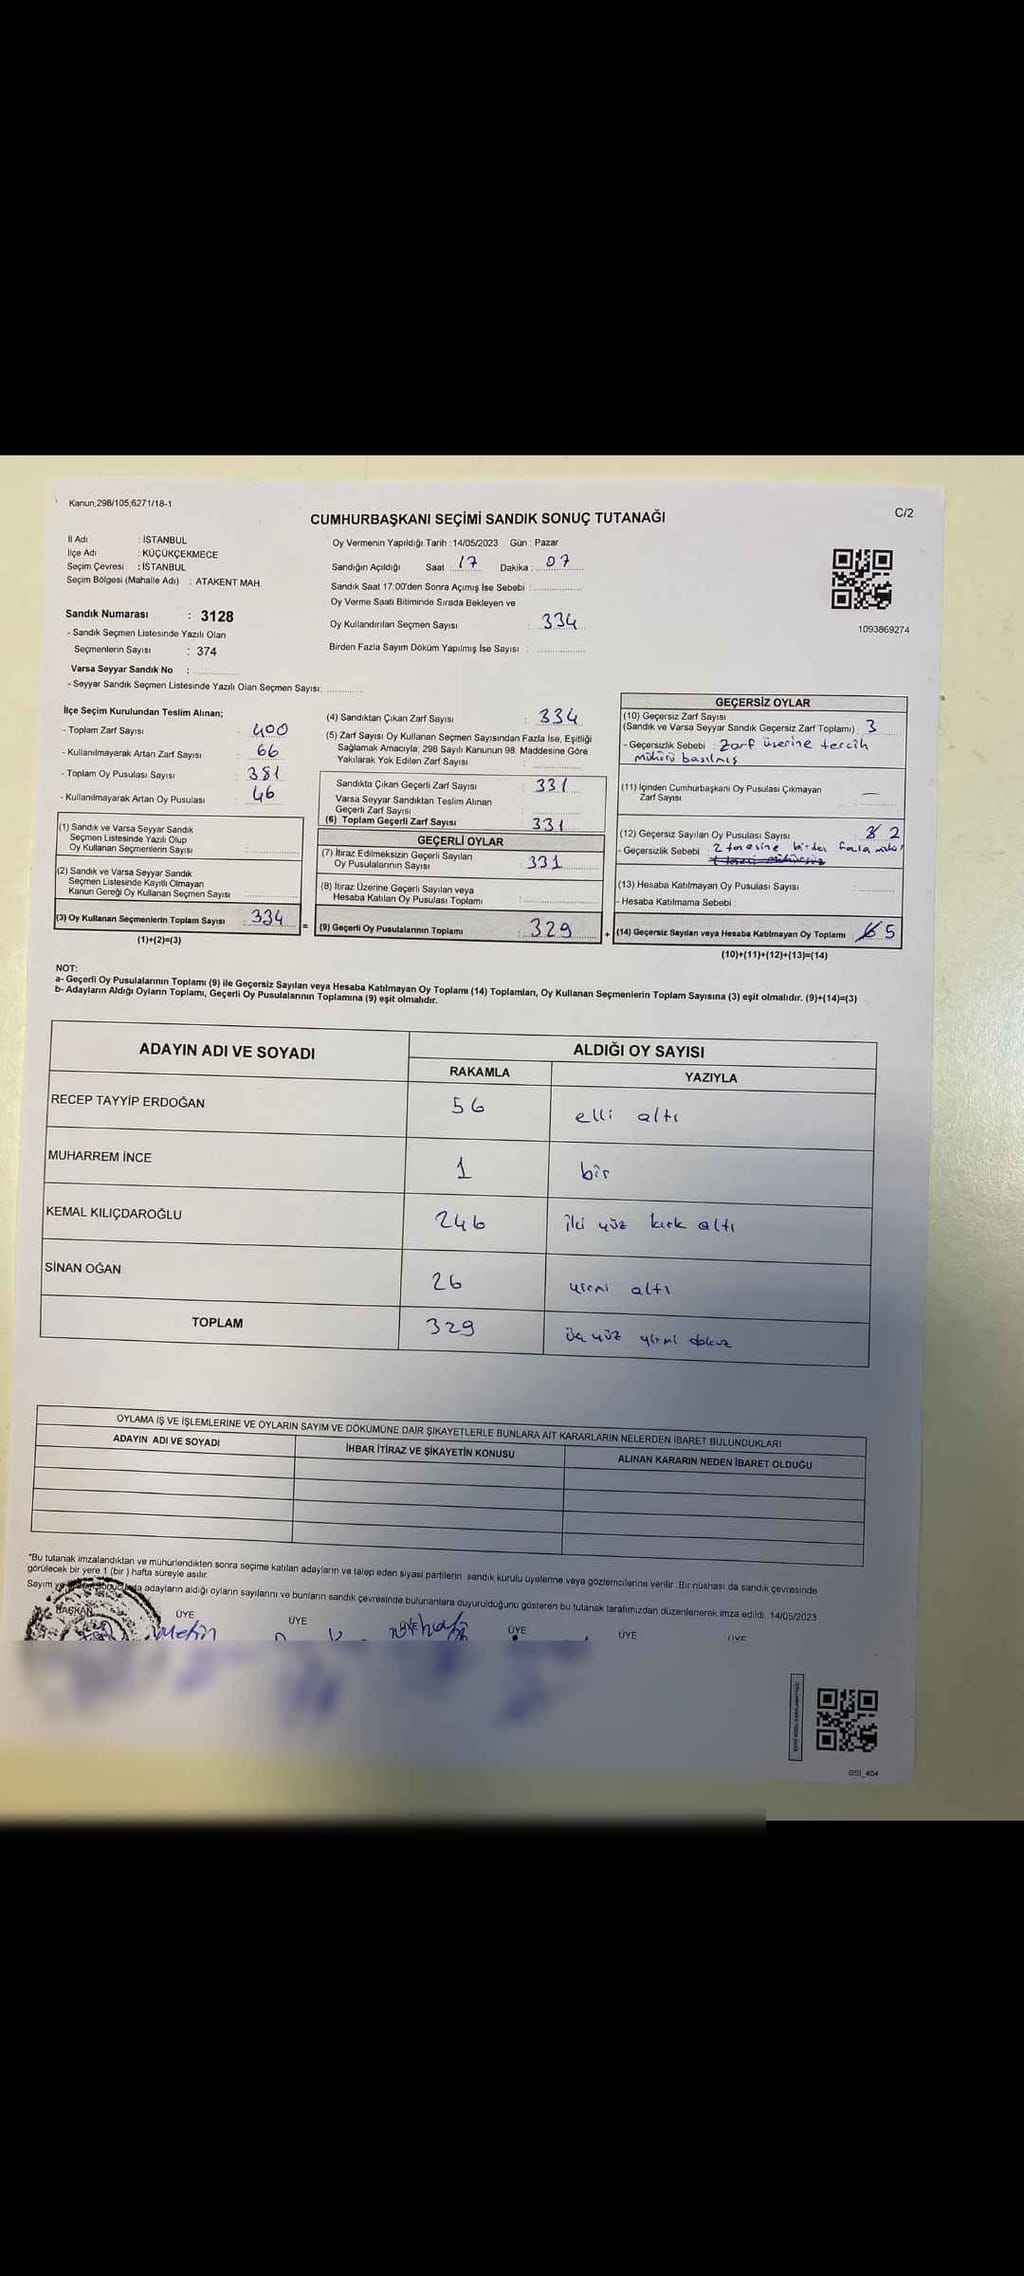 Kanun,298/105,6271/18-1
C/2
CUMHURBAŞKANI SEÇİMİ SANDIK SONUÇ TUTANAĞI
İl Adı : İSTANBUL
İlçe Adı : KÜÇÜKÇEKMECE
Seçim Çevresi : İSTANBUL
Seçim Bölgesi (Mahalle Adı) : ATAKENT MAH.
Sandık Numarası : 3128
- Sandık Seçmen Listesinde Yazılı Olan
Seçmenlerin Sayısı : 374
Varsa Seyyar Sandık No :
- Seyyar Sandık Seçmen Listesinde Yazılı Olan Seçmen Sayısı:
Oy Vermenin Yapıldığı Tarih : 14/05/2023 Gün : Pazar
Sandığın Açıldığı Saat : 17 Dakika : 07
Sandık Saat 17:00'den Sonra Açımış İse Sebebi :
Oy Verme Saati Bitiminde Sırada Bekleyen ve
Oy Kullandırılan Seçmen Sayısı : 334
Birden Fazla Sayım Döküm Yapılmış İse Sayısı :
1093869274
İlçe Seçim Kurulundan Teslim Alınan;
- Toplam Zarf Sayısı : 400
- Kullanılmayarak Artan Zarf Sayısı : 66
- Toplam Oy Pusulası Sayısı : 381
- Kullanılmayarak Artan Oy Pusulası : 46
(1) Sandık ve Varsa Seyyar Sandık
Seçmen Listesinde Yazılı Olup
Oy Kullanan Seçmenlerin Sayısı
(2) Sandık ve Varsa Seyyar Sandık
Seçmen Listesinde Kayıtlı Olmayan
Kanun Gereği Oy Kullanan Seçmen Sayısı
(3) Oy Kullanan Seçmenlerin Toplam Sayısı : 334
(1)+(2)=(3)
(4) Sandıktan Çıkan Zarf Sayısı : 334
(5) Zarf Sayısı Oy Kullanan Seçmen Sayısından Fazla İse, Eşitliği
Sağlamak Amacıyla, 298 Sayılı Kanunun 98. Maddesine Göre
Yakılarak Yok Edilen Zarf Sayısı
Sandıkta Çıkan Geçerli Zarf Sayısı : 331
Varsa Seyyar Sandıktan Teslim Alınan
Geçerli Zarf Sayısı
(6) Toplam Geçerli Zarf Sayısı 331
GEÇERLİ OYLAR
(7) İtiraz Edilmeksizin Geçerli Sayılan
Oy Pusulalarının Sayısı : 331
(8) İtiraz Üzerine Geçerli Sayılan veya
Hesaba Katılan Oy Pusulası Toplamı :
= (9) Geçerli Oy Pusulalarının Toplamı : 329
GEÇERSİZ OYLAR
(10) Geçersiz Zarf Sayısı
(Sandık ve Varsa Seyyar Sandık Geçersiz Zarf Toplamı) : 3
- Geçersizlik Sebebi : Zarf üzerine tercih
mührü basılmış
(11) İçinden Cumhurbaşkanı Oy Pusulası Çıkmayan
Zarf Sayısı : —
(12) Geçersiz Sayılan Oy Pusulası Sayısı : 3 2
- Geçersizlik Sebebi : 2 tanesine birden fazla
(13) Hesaba Katılmayan Oy Pusulası Sayısı :
- Hesaba Katılmama Sebebi :
+ (14) Geçersiz Sayılan veya Hesaba Katılmayan Oy Toplamı : 6 5
(10)+(11)+(12)+(13)=(14)
NOT:
a- Geçerli Oy Pusulalarının Toplamı (9) ile Geçersiz Sayılan veya Hesaba Katılmayan Oy Toplamı (14) Toplamları, Oy Kullanan Seçmenlerin Toplam Sayısına (3) eşit olmalıdır. (9)+(14)=(3)
b- Adayların Aldığı Oyların Toplamı, Geçerli Oy Pusulalarının Toplamına (9) eşit olmalıdır.
ADAYIN ADI VE SOYADI
ALDIĞI OY SAYISI
RAKAMLA YAZIYLA
RECEP TAYYİP ERDOĞAN 56 elli altı
MUHARREM İNCE 1 bir
KEMAL KILIÇDAROĞLU 246 iki yüz kırk altı
SİNAN OĞAN 26 yirmi altı
TOPLAM 329 üç yüz yirmi dokuz
OYLAMA İŞ VE İŞLEMLERİNE VE OYLARIN SAYIM VE DÖKÜMÜNE DAİR ŞİKAYETLERLE BUNLARA AİT KARARLARIN NELERDEN İBARET BULUNDUKLARI
ADAYIN ADI VE SOYADI İHBAR İTİRAZ VE ŞİKAYETİN KONUSU ALINAN KARARIN NEDEN İBARET OLDUĞU
"Bu tutanak imzalandıktan ve mühürlendikten sonra seçime katılan adayların ve talep eden siyasi partilerin sandık kurulu üyelerine veya gözlemcilerine verilir. Bir nüshası da sandık çevresinde
görülecek bir yere 1 (bir) hafta süreyle asılır.
Sayım adayların aldığı oyların sayılarını ve bunların sandık çevresinde bulunanlara duyurulduğunu gösteren bu tutanak tarafımızdan düzenlenerek imza edildi. 14/05/2023
BAŞKAN ÜYE ÜYE ÜYE ÜYE ÜYE
Metin
SSI_404